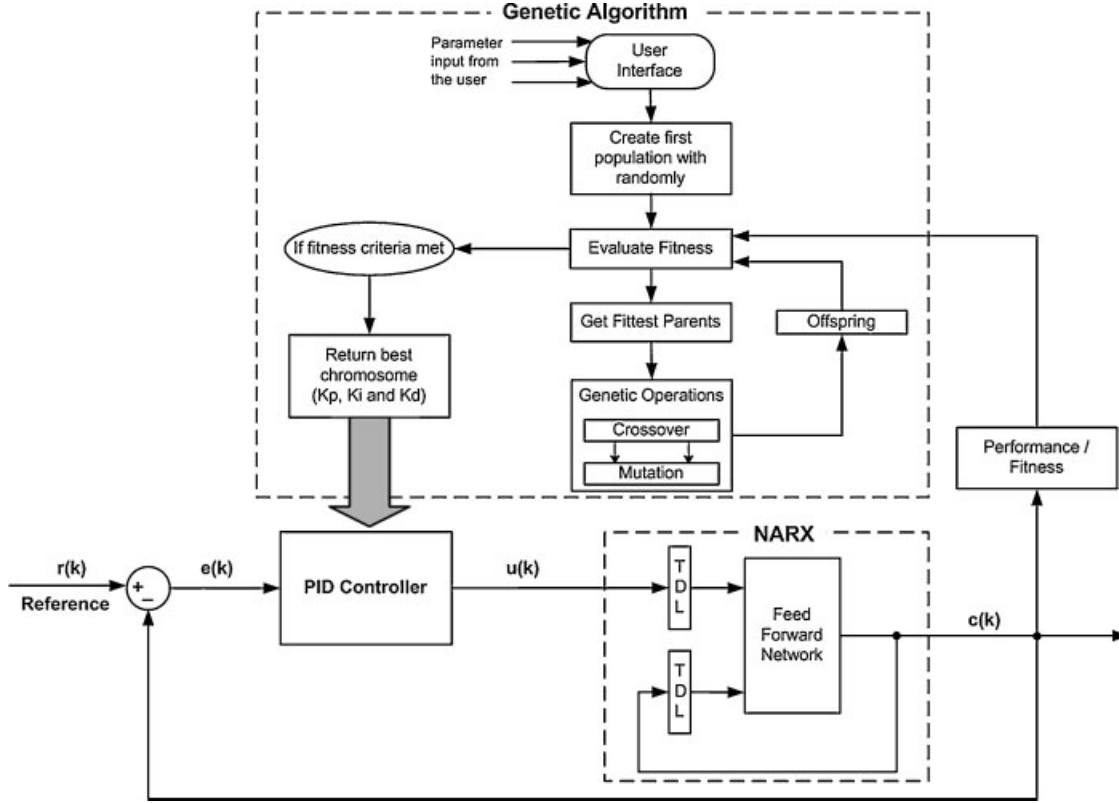 Genetic Algorithm
Parameter
input from
the user
User
Interface
Create first
population with
randomly
If fitness criteria met
Evaluate Fitness
Get Fittest Parents
Offspring
Return best
chromosome
(Kp, Ki and Kd)
Genetic Operations
Crossover
Mutation
Performance /
Fitness
NARX
r(k)
Reference
+
−
e(k)
PID Controller
u(k)
T
D
L
T
D
L
Feed
Forward
Network
c(k)